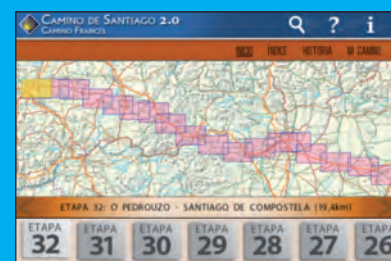 CAMINO DE SANTIAGO 2.0
CAMINO FRANCES
? i
INICIO ÍNDICE HISTORIA MI CAMINO
ETAPA 32: O PEDROUZO - SANTIAGO DE COMPOSTELA (19,4km)
ETAPA 32
ETAPA 31
ETAPA 30
ETAPA 29
ETAPA 28
ETAPA 27
ETAPA 26